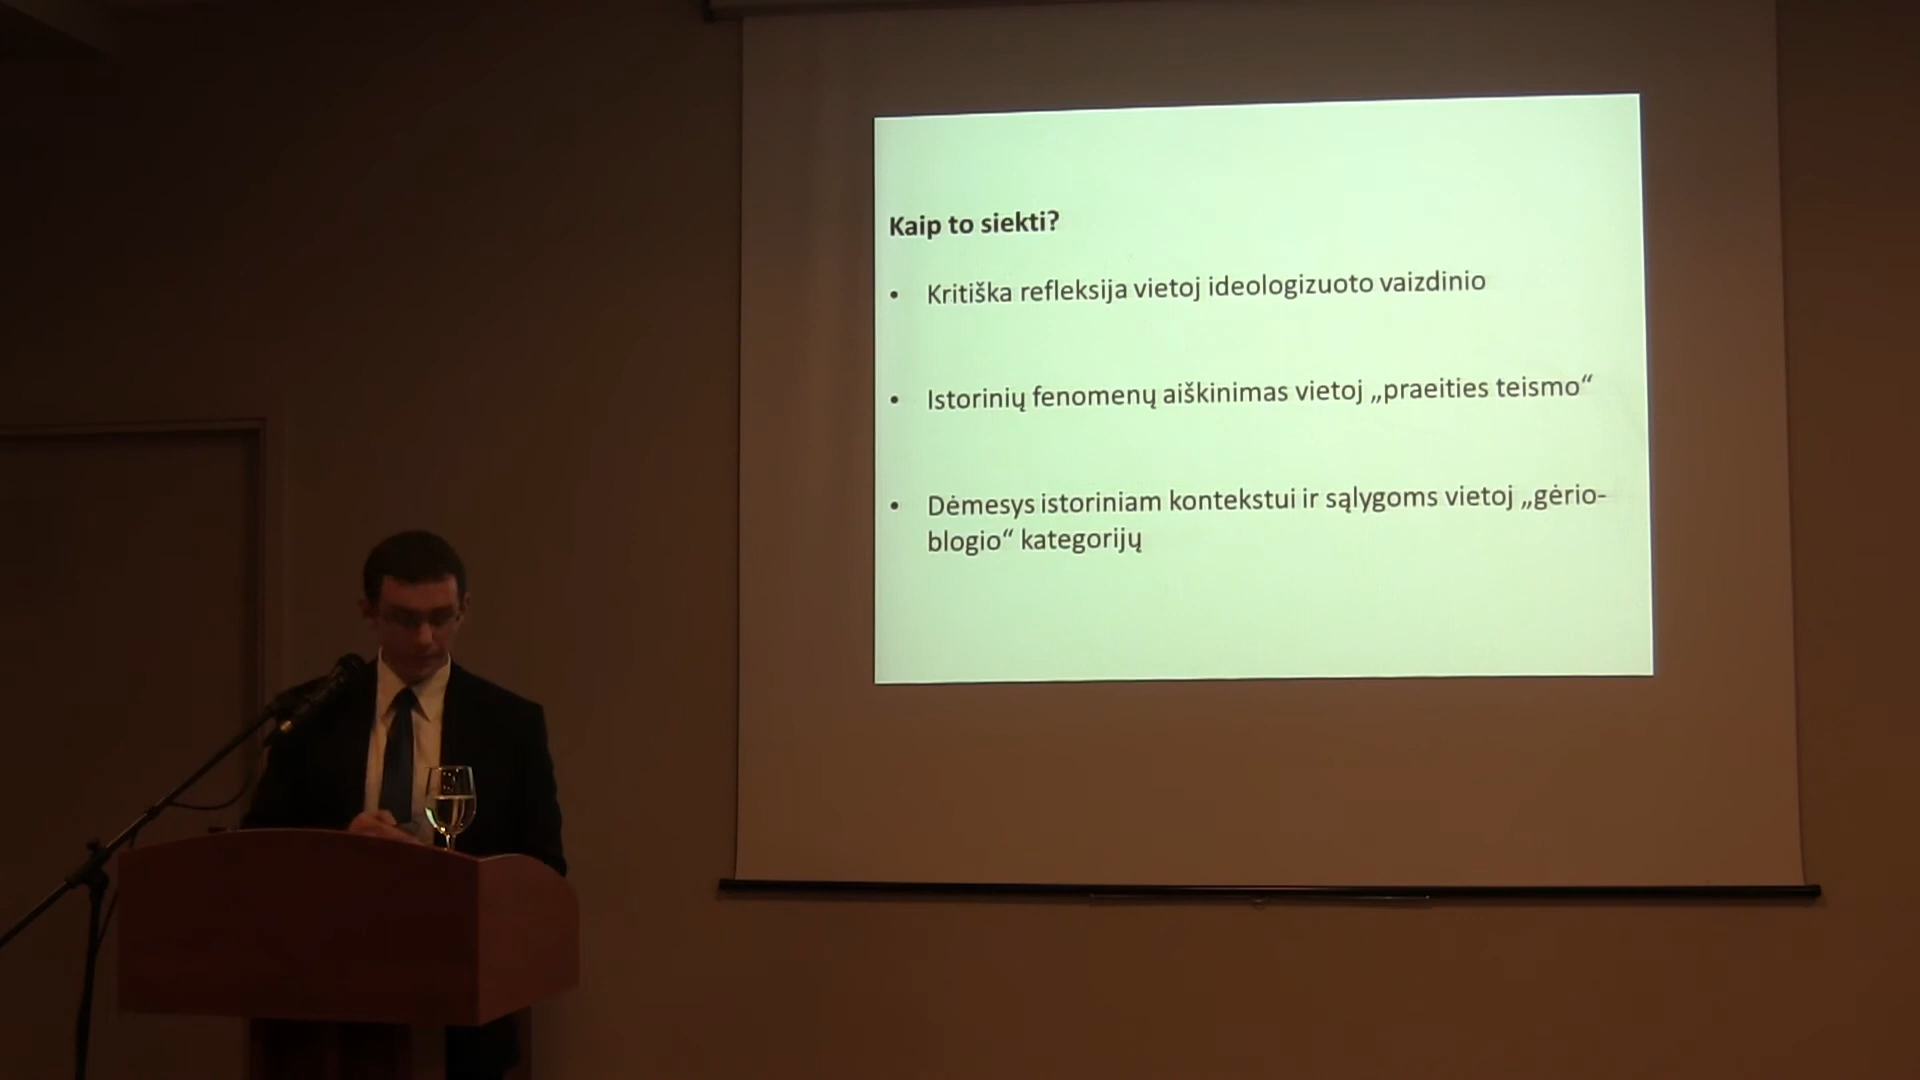 Kaip to siekti?
• Kritiška refleksija vietoj ideologizuoto vaizdinio
• Istorinių fenomenų aiškinimas vietoj „praeities teismo“
• Dėmesys istoriniam kontekstui ir sąlygoms vietoj „gėrio-
blogio“ kategorijų